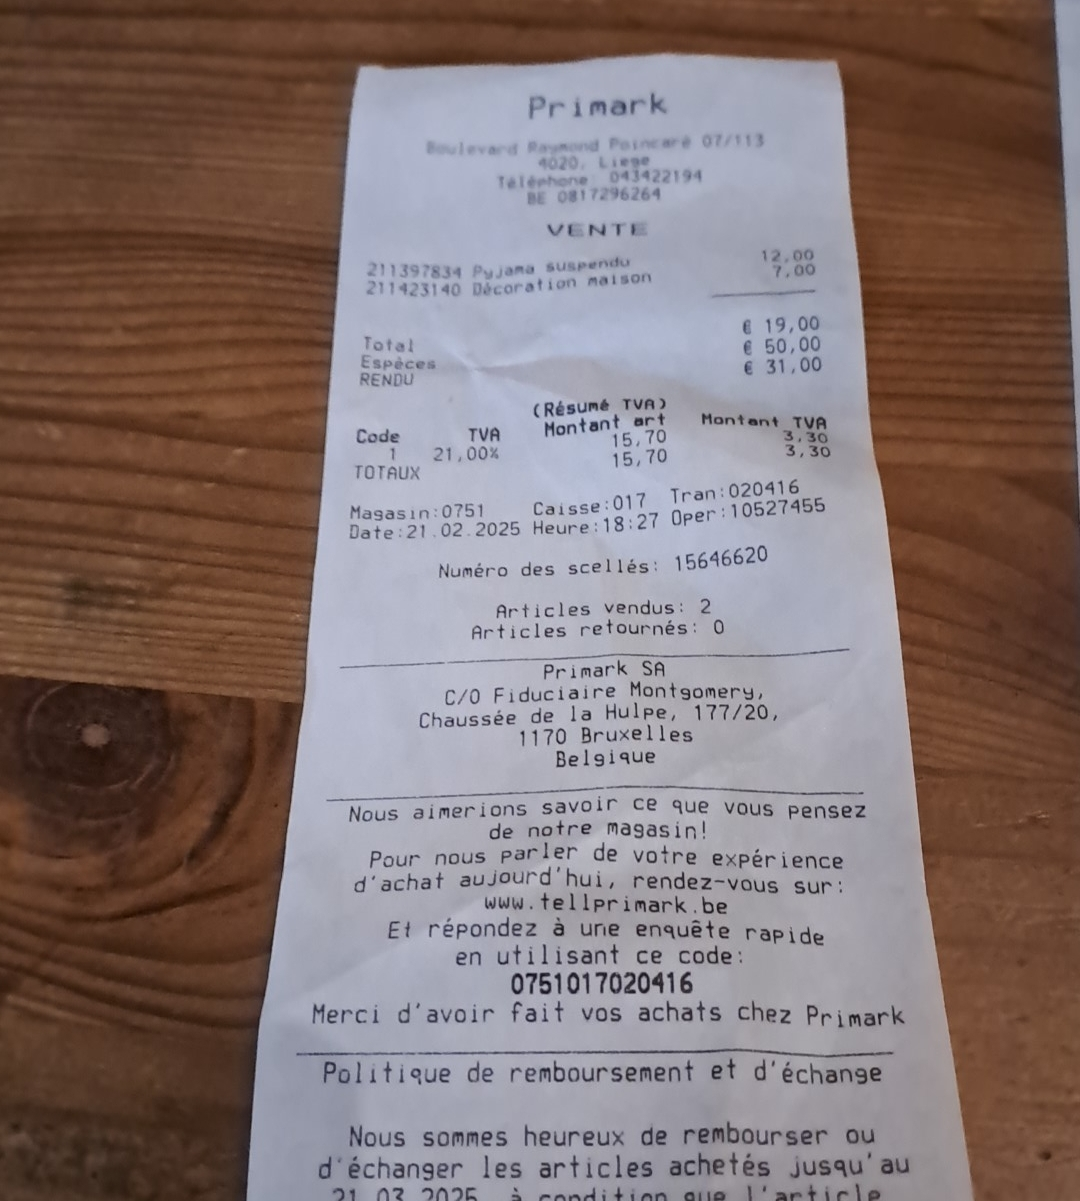 Primark
Boulevard Raymond Poincaré 07/113
4020, Liege
Téléphone 043422194
BE 0817296264
VENTE
211397834 Pyjama suspendu 12,00
211423140 Décoration maison 7,00
Total € 19,00
Espèces € 50,00
RENDU € 31,00
(Résumé TVA)
Code TVA Montant art Montant TVA
1 21,00% 15,70 3,30
TOTAUX 15,70 3,30
Magasin:0751 Caisse:017 Tran:020416
Date:21.02.2025 Heure:18:27 Oper:10527455
Numéro des scellés: 15646620
Articles vendus: 2
Articles retournés: 0
Primark SA
C/O Fiduciaire Montgomery,
Chaussée de la Hulpe, 177/20,
1170 Bruxelles
Belgique
Nous aimerions savoir ce que vous pensez
de notre magasin!
Pour nous parler de votre expérience
d'achat aujourd'hui, rendez-vous sur:
www.tellprimark.be
Et répondez à une enquête rapide
en utilisant ce code:
0751017020416
Merci d'avoir fait vos achats chez Primark
Politique de remboursement et d'échange
Nous sommes heureux de rembourser ou
d'échanger les articles achetés jusqu'au
21.03.2025, à condition que l'article